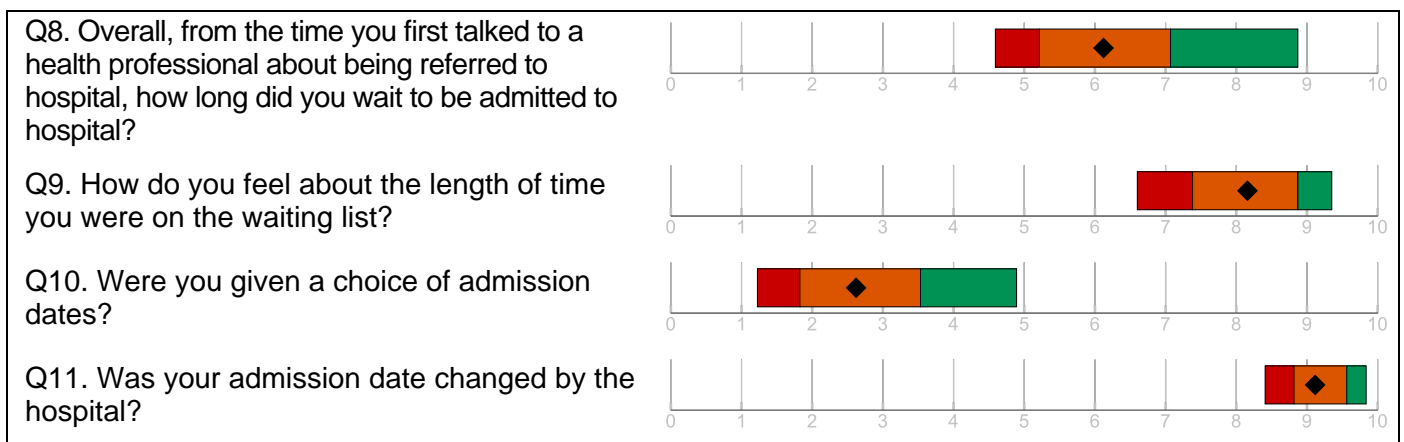 Q8. Overall, from the time you first talked to a
health professional about being referred to
hospital, how long did you wait to be admitted to
hospital?
0 1 2 3 4 5 6 7 8 9 10
Q9. How do you feel about the length of time
you were on the waiting list?
0 1 2 3 4 5 6 7 8 9 10
Q10. Were you given a choice of admission
dates?
0 1 2 3 4 5 6 7 8 9 10
Q11. Was your admission date changed by the
hospital?
0 1 2 3 4 5 6 7 8 9 10